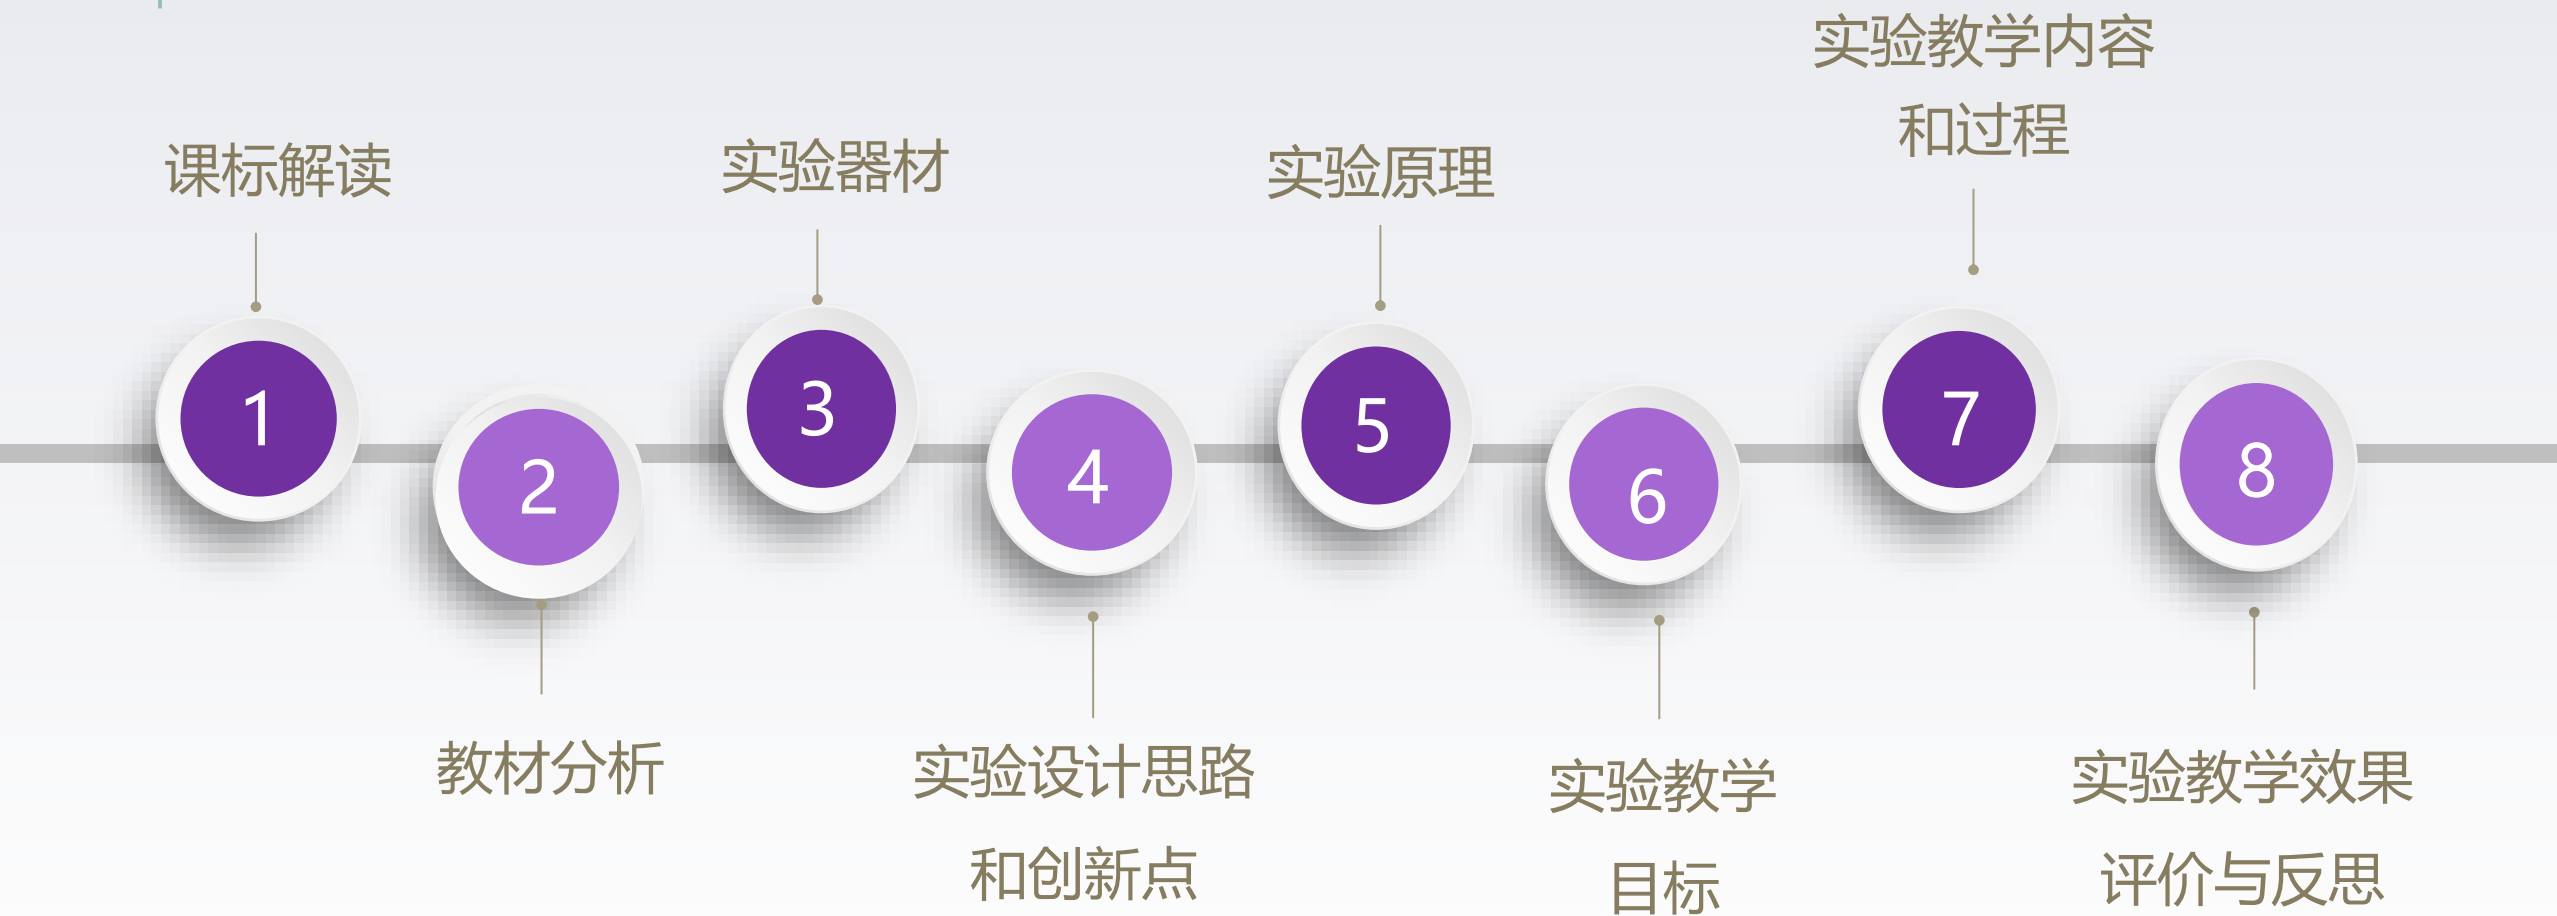 课标解读
1
教材分析
2
实验器材
3
实验设计思路
和创新点
4
实验原理
5
实验教学
目标
6
实验教学内容
和过程
7
实验教学效果
评价与反思
8